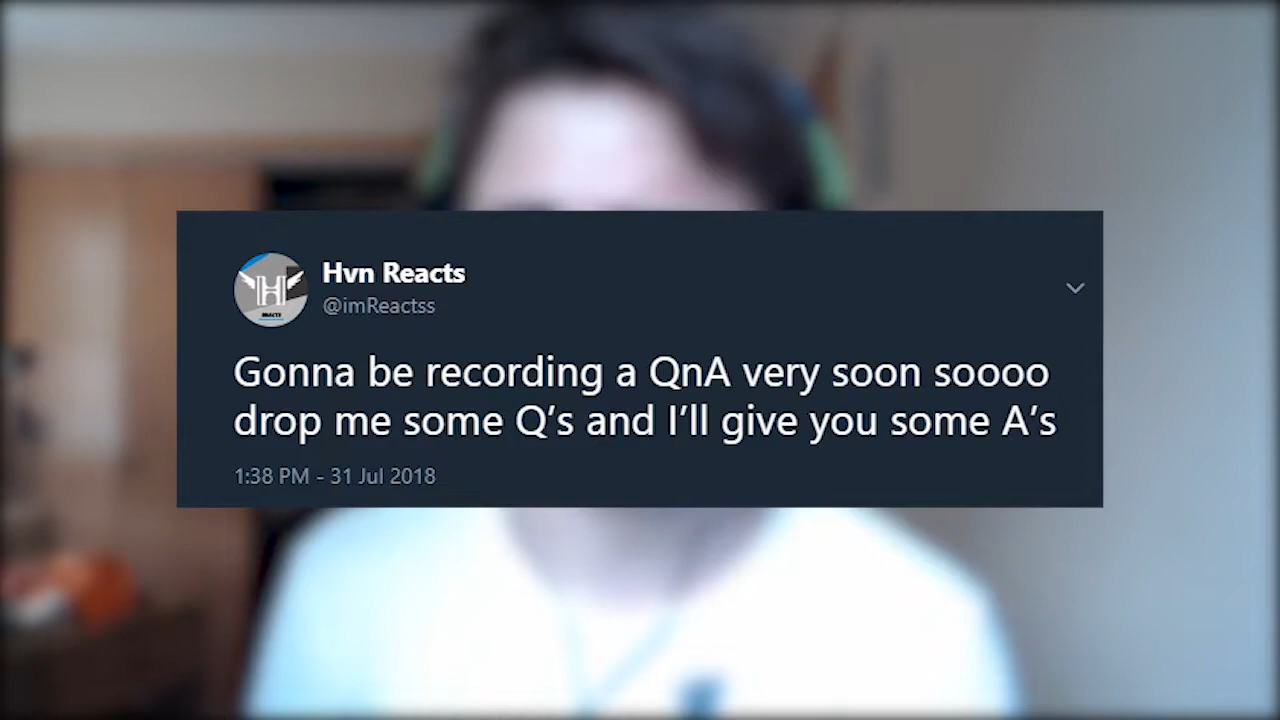 Hvn Reacts
@imReactss
Gonna be recording a QnA very soon soooo
drop me some Q’s and I’ll give you some A’s
1:38 PM - 31 Jul 2018
H
REACTS